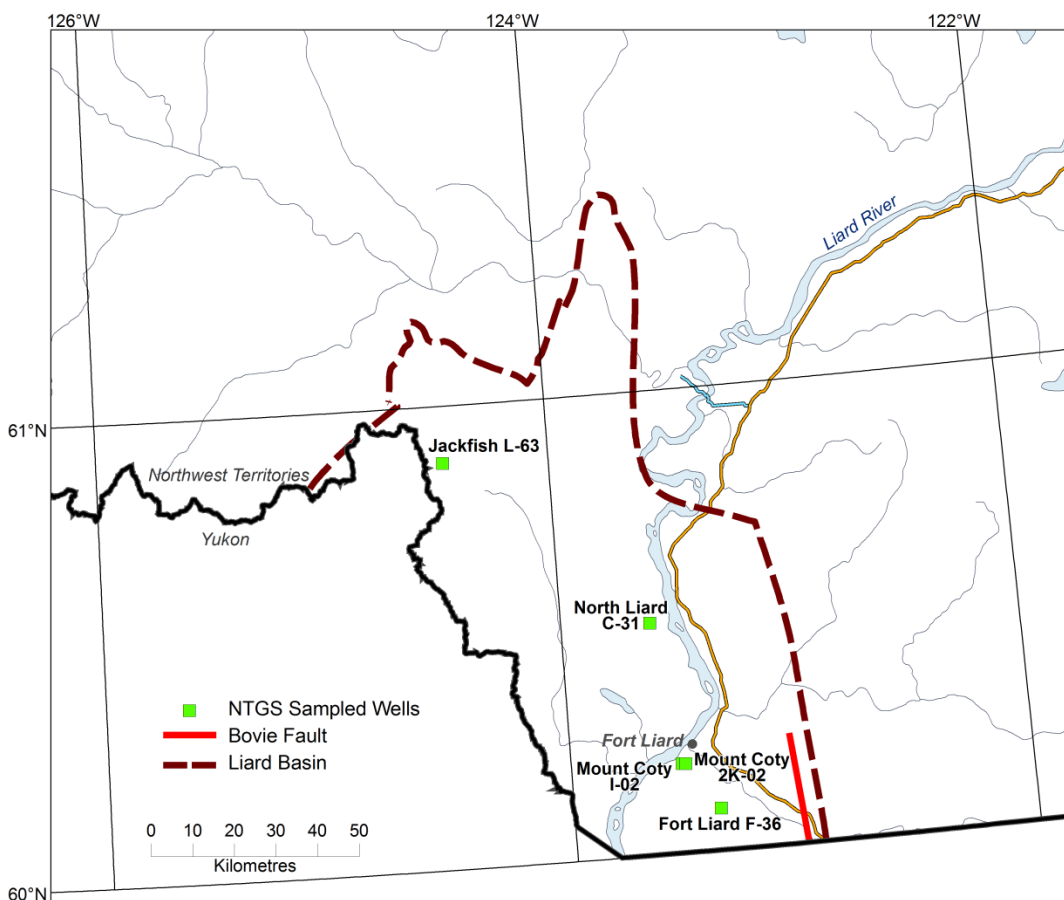 126°W
124°W
122°W
Liard River
61°N
Jackfish L-63
Northwest Territories
Yukon
North Liard
C-31
NTGS Sampled Wells
Bovie Fault
Liard Basin
Fort Liard
Mount Coty
I-02
Mount Coty
2K-02
Fort Liard F-36
0 10 20 30 40 50
Kilometres
60°N